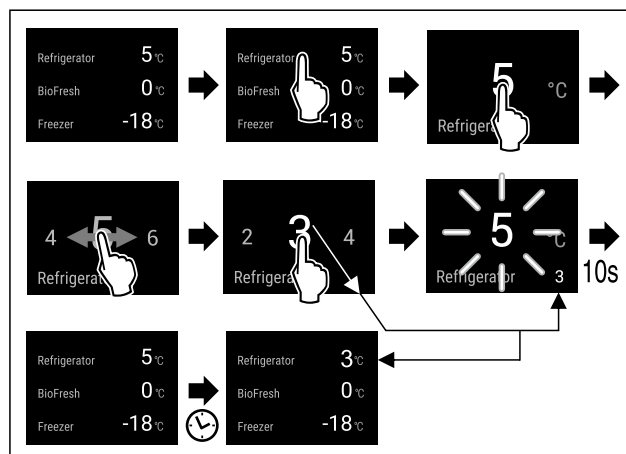 Refrigerator 5 °C
BioFresh 0 °C
Freezer -18 °C
Refrigerator 5 °C
BioFresh 0 °C
Freezer -18 °C
5 °C
Refrigerator
4 5 6
Refrigerator
2 3 4
Refrigera
5 °C
Refrigerator 3
10s
Refrigerator 5 °C
BioFresh 0 °C
Freezer -18 °C
Refrigerator 3 °C
BioFresh 0 °C
Freezer -18 °C